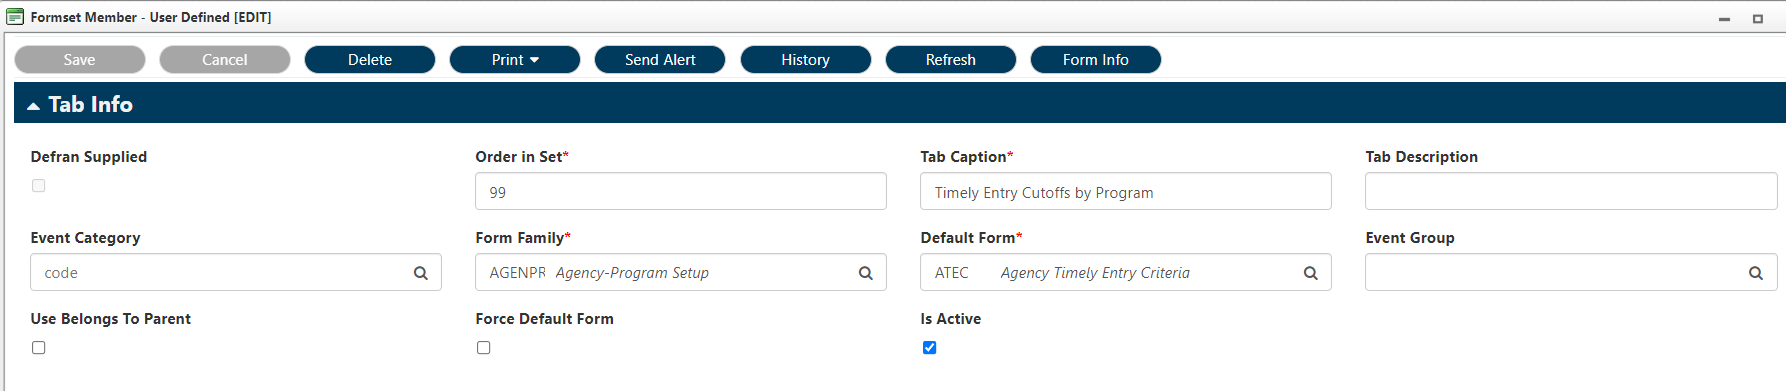 Formset Member - User Defined [EDIT]
Save Cancel Delete Print Send Alert History Refresh Form Info
Tab Info
Defran Supplied Order in Set* Tab Caption* Tab Description
99 Timely Entry Cutoffs by Program
Event Category Form Family* Default Form* Event Group
code AGENPR Agency-Program Setup ATEC Agency Timely Entry Criteria
Use Belongs To Parent Force Default Form Is Active